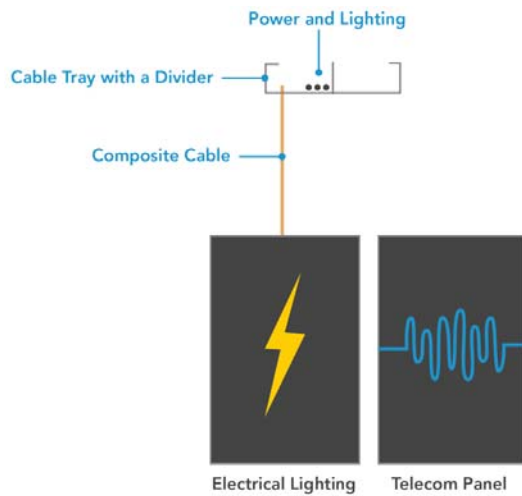 Power and Lighting
Cable Tray with a Divider
Composite Cable
Electrical Lighting
Telecom Panel